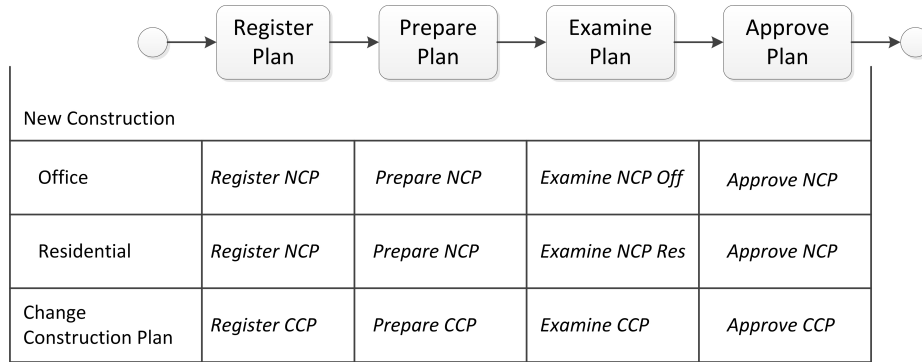 Register Plan
Prepare Plan
Examine Plan
Approve Plan
New Construction
Office
Register NCP
Prepare NCP
Examine NCP Off
Approve NCP
Residential
Register NCP
Prepare NCP
Examine NCP Res
Approve NCP
Change
Construction Plan
Register CCP
Prepare CCP
Examine CCP
Approve CCP